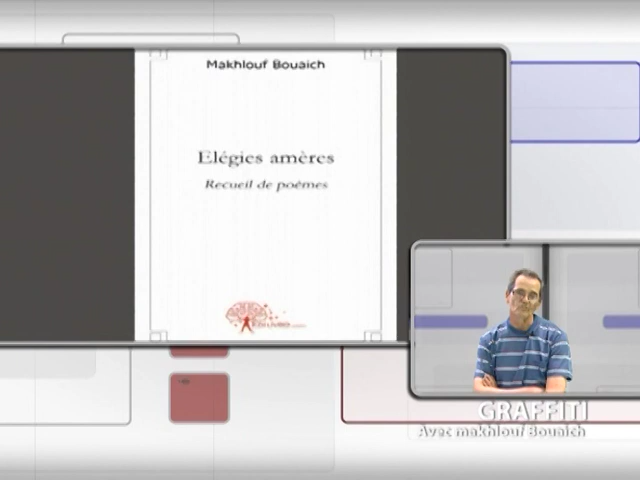 Makhlouf Bouaich
Elégies amères
Recueil de poèmes
GRAFFITI
Avec makhlouf Bouaich